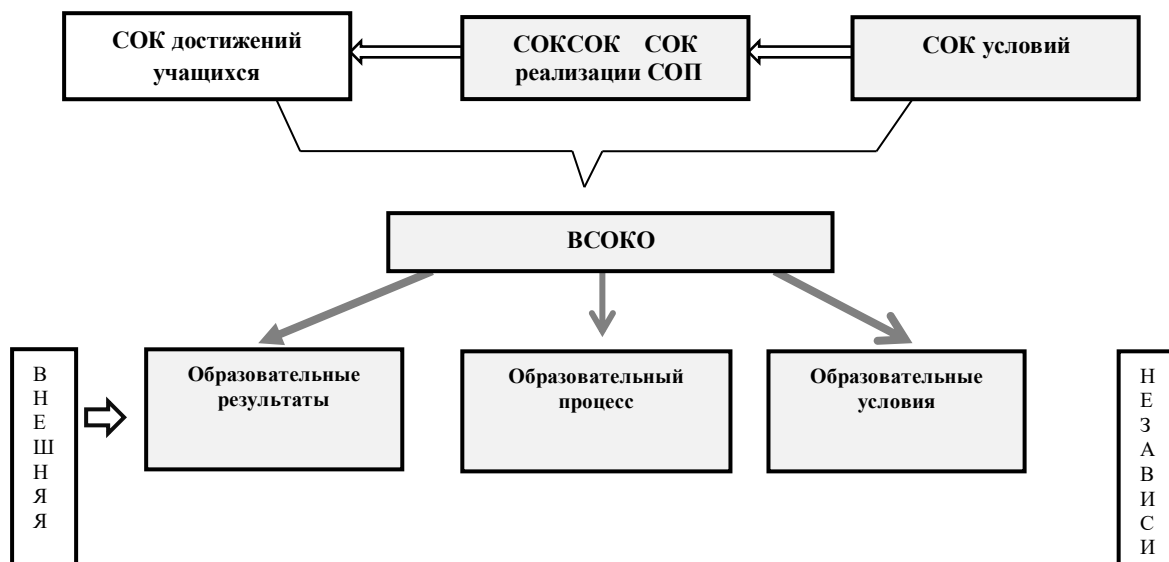 СОК достижений
учащихся
СОКСОК СОК
реализации СОП
СОК условий
ВСОКО
В
Н
Е
Ш
Н
Я
Я
Образовательные
результаты
Образовательный
процесс
Образовательные
условия
Н
Е
З
А
В
И
С
И